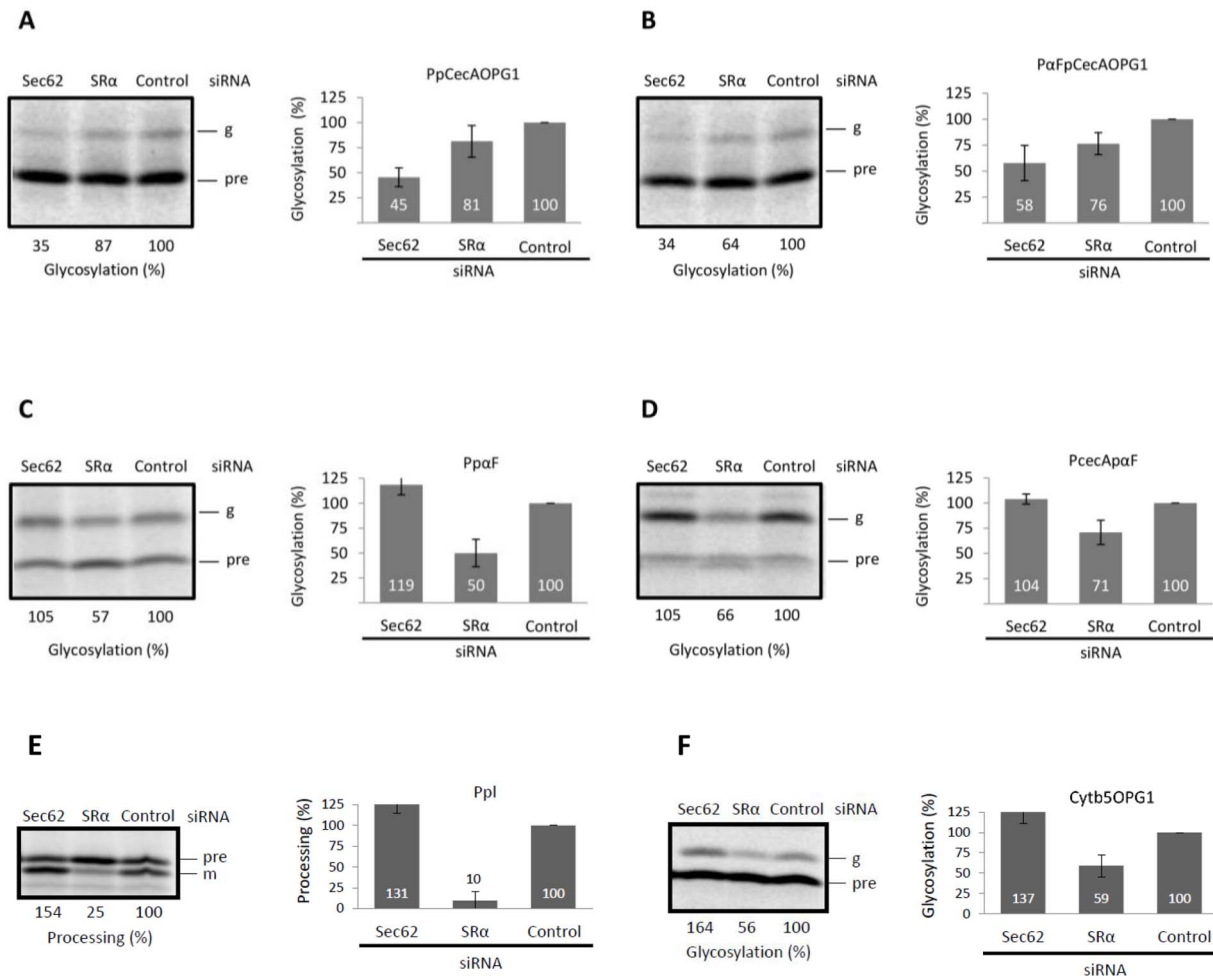 A
Sec62 SRα Control siRNA
g
pre
35 87 100
Glycosylation (%)
PpCecAOPG1
Glycosylation (%)
125
100
75
50
25
45 81 100
Sec62 SRα Control
siRNA
B
Sec62 SRα Control siRNA
g
pre
34 64 100
Glycosylation (%)
PαFpCecAOPG1
Glycosylation (%)
125
100
75
50
25
58 76 100
Sec62 SRα Control
siRNA
C
Sec62 SRα Control siRNA
g
pre
105 57 100
Glycosylation (%)
PpαF
Glycosylation (%)
125
100
75
50
25
119 50 100
Sec62 SRα Control
siRNA
D
Sec62 SRα Control siRNA
g
pre
105 66 100
Glycosylation (%)
PcecApαF
Glycosylation (%)
125
100
75
50
25
104 71 100
Sec62 SRα Control
siRNA
E
Sec62 SRα Control siRNA
pre
m
154 25 100
Processing (%)
Ppl
Processing (%)
125
100
75
50
25
0
131 10 100
Sec62 SRα Control
siRNA
F
Sec62 SRα Control siRNA
g
pre
164 56 100
Glycosylation (%)
Cytb5OPG1
Glycosylation (%)
125
100
75
50
25
0
137 59 100
Sec62 SRα Control
siRNA